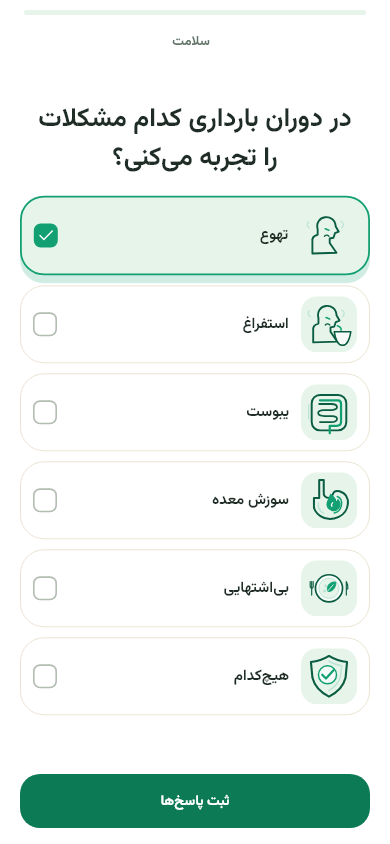 سلامت
در دوران بارداری کدام مشکلات
را تجربه می‌کنی؟
تهوع
استفراغ
یبوست
سوزش معده
بی‌اشتهایی
هیچ‌کدام
ثبت پاسخ‌ها